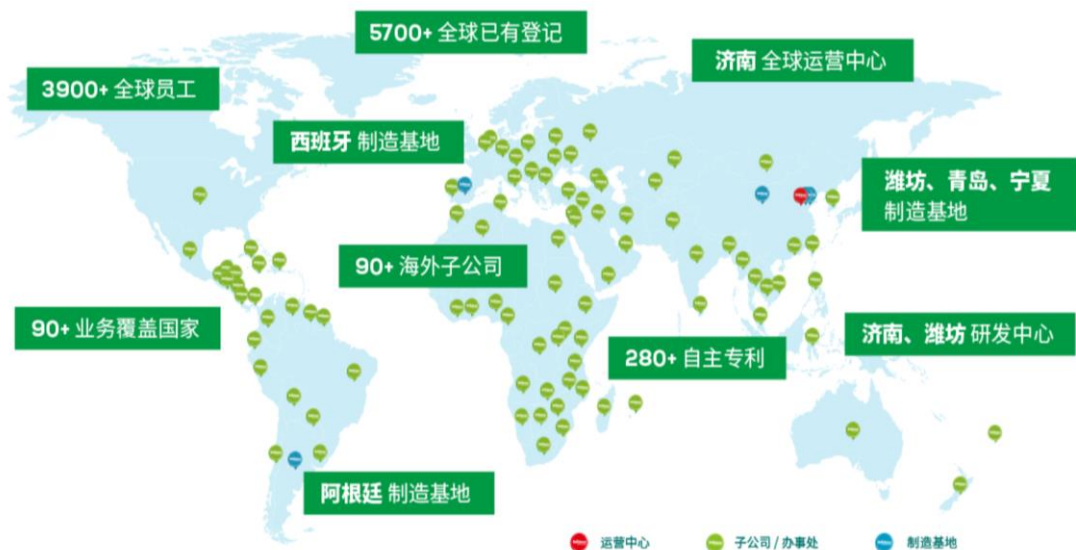 5700+ 全球已有登记
济南 全球运营中心
3900+ 全球员工
西班牙 制造基地
潍坊、青岛、宁夏
制造基地
90+ 海外子公司
90+ 业务覆盖国家
280+ 自主专利
济南、潍坊 研发中心
阿根廷 制造基地
运营中心
子公司 / 办事处
制造基地